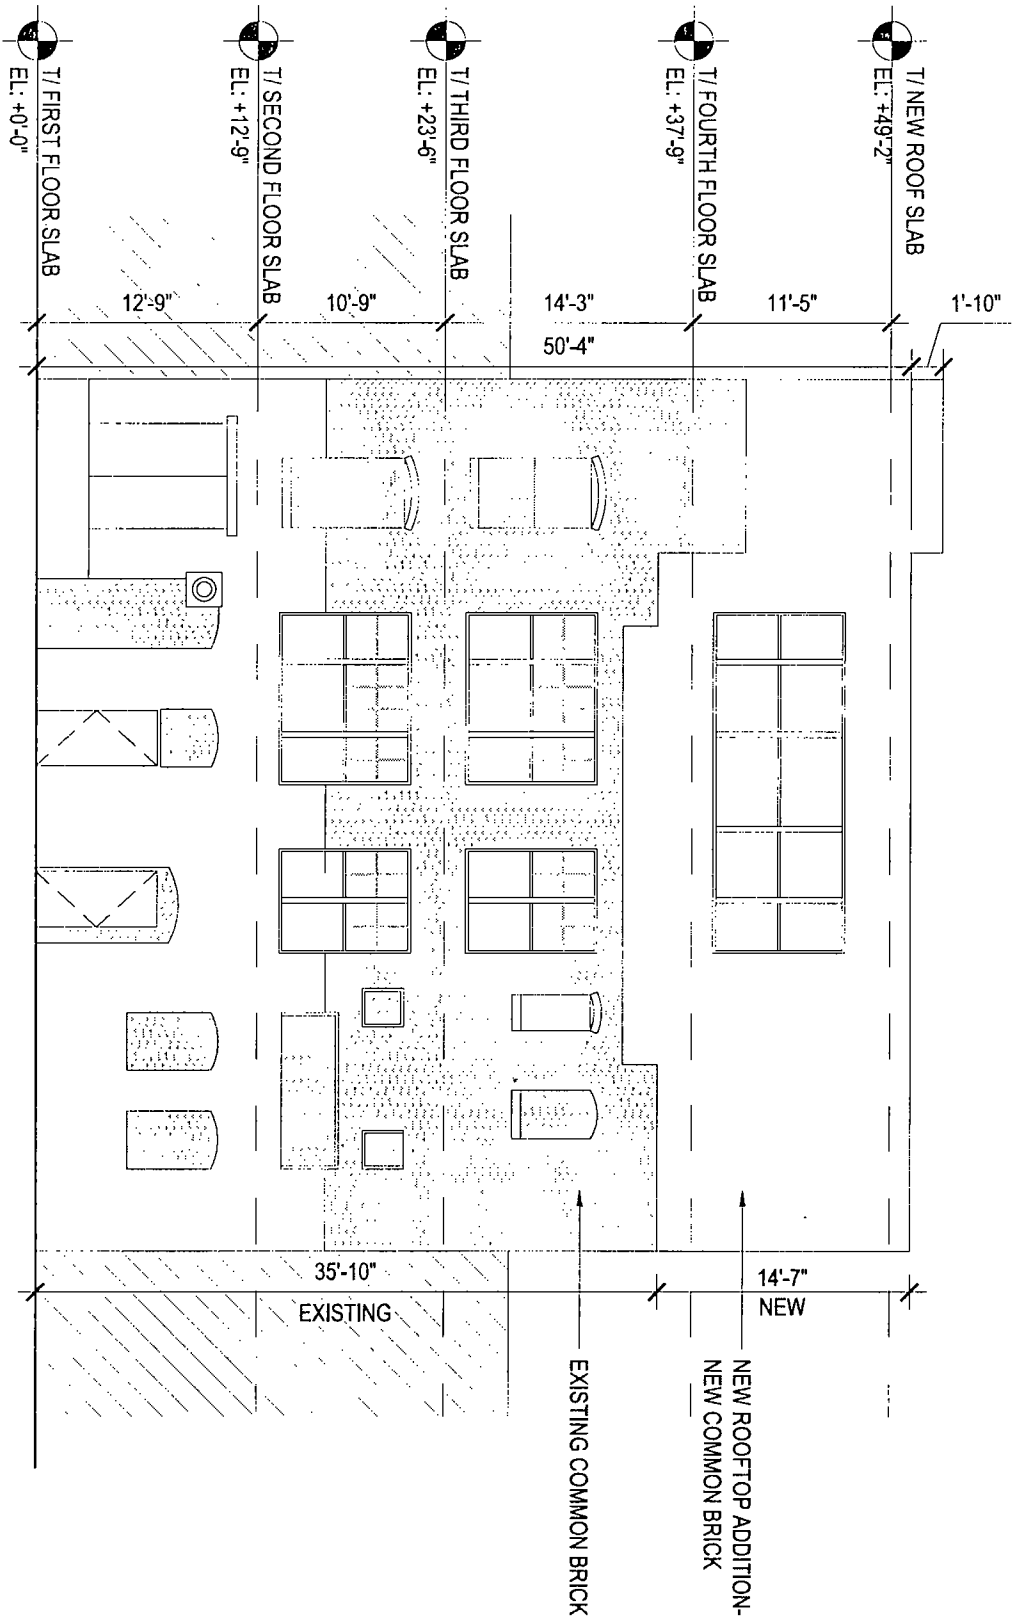 T/ NEW ROOF SLAB
EL: +49'-2"
T/ FOURTH FLOOR SLAB
EL: +37'-9"
T/ THIRD FLOOR SLAB
EL: +23'-6"
T/ SECOND FLOOR SLAB
EL: +12'-9"
T/ FIRST FLOOR SLAB
EL: +0'-0"
12'-9"
10'-9"
14'-3"
11'-5"
1'-10"
50'-4"
35'-10"
EXISTING
14'-7"
NEW
NEW ROOFTOP ADDITION-
NEW COMMON BRICK
EXISTING COMMON BRICK